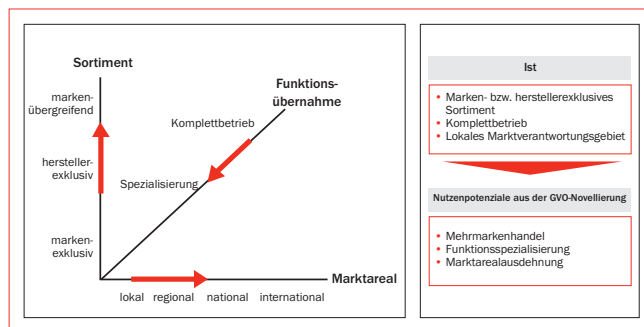 Sortiment
marken-
übergreifend
hersteller-
exklusiv
marken-
exklusiv
Funktions-
übernahme
Komplettbetrieb
Spezialisierung
Marktareal
lokal regional national international
Ist
• Marken- bzw. herstellerexklusives
Sortiment
• Komplettbetrieb
• Lokales Marktverantwortungsgebiet
Nutzenpotenziale aus der GVO-Novellierung
• Mehrmarkenhandel
• Funktionsspezialisierung
• Marktarealausdehnung